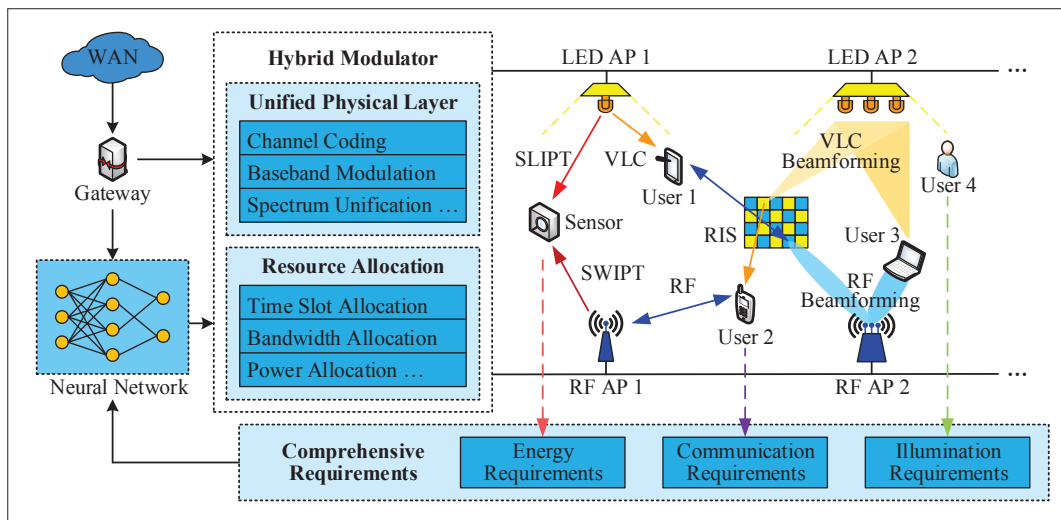 WAN
Gateway
Neural Network
Hybrid Modulator
Unified Physical Layer
Channel Coding
Baseband Modulation
Spectrum Unification ...
Resource Allocation
Time Slot Allocation
Bandwidth Allocation
Power Allocation ...
LED AP 1
LED AP 2
...
SLIPT
VLC
User 1
Sensor
SWIPT
RF
RIS
User 2
VLC
Beamforming
User 4
User 3
RF
Beamforming
RF AP 1
RF AP 2
...
Comprehensive
Requirements
Energy
Requirements
Communication
Requirements
Illumination
Requirements